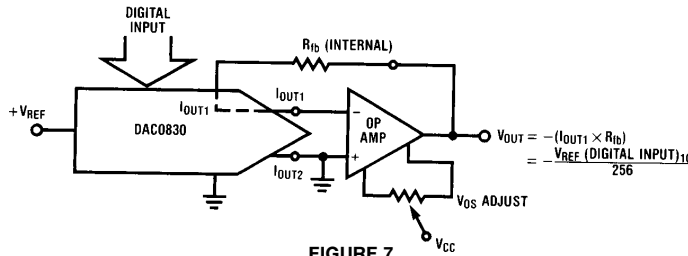 DIGITAL
INPUT
Rfb (INTERNAL)
+VREF
IOUT1
IOUT1
DAC0830
OP
AMP
-
+
IOUT2
VOUT = -(IOUT1 × Rfb)
= - VREF (DIGITAL INPUT)10
256
VOS ADJUST
VCC
FIGURE 7